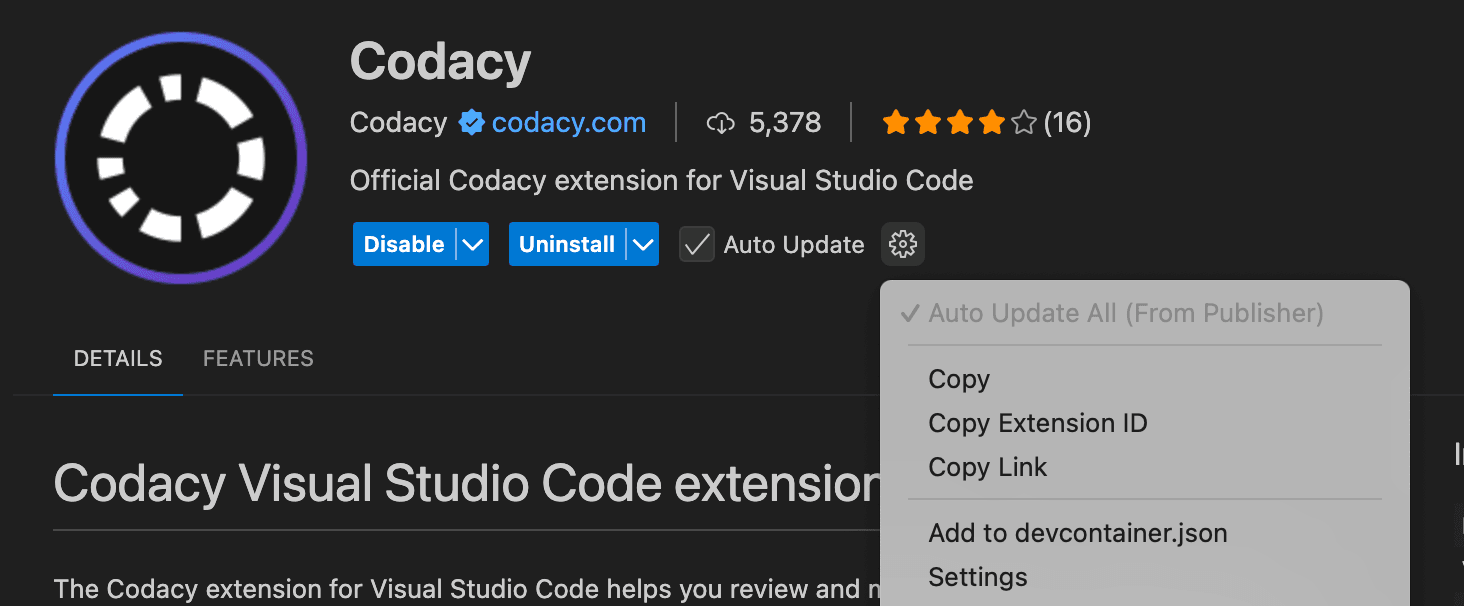 Codacy
Codacy codacy.com 5,378 (16)
Official Codacy extension for Visual Studio Code
Disable Uninstall Auto Update
Auto Update All (From Publisher)
DETAILS FEATURES
Copy
Copy Extension ID
Copy Link
Codacy Visual Studio Code extension
Add to devcontainer.json
Settings
The Codacy extension for Visual Studio Code helps you review and